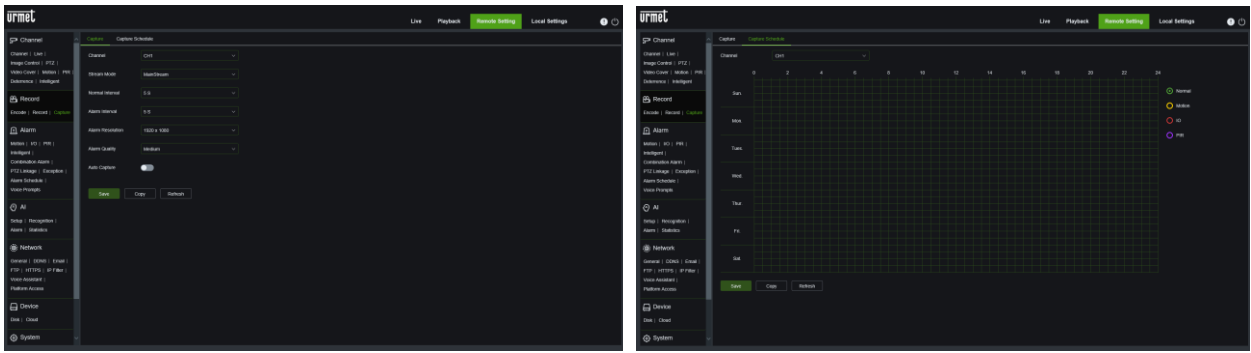 urmet
Live Playback Remote Setting Local Settings
Channel
Channel | Live |
Image Control | PTZ |
Video Cover | Motion | PIR |
Deterrence | Intelligent
Record
Encode | Record | Capture
Alarm
Motion | I/O | PIR |
Intelligent |
Combination Alarm |
PTZ Linkage | Exception |
Alarm Schedule |
Voice Prompts
AI
Setup | Recognition |
Alarm | Statistics
Network
General | DDNS | Email |
FTP | HTTPS | IP Filter |
Voice Assistant |
Platform Access
Device
Disk | Cloud
System
Capture Capture Schedule
Channel CH1
Stream Mode MainStream
Normal Interval 5 S
Alarm Interval 5 S
Alarm Resolution 1920 x 1080
Alarm Quality Medium
Auto Capture
Save Copy Refresh
urmet
Live Playback Remote Setting Local Settings
Channel
Channel | Live |
Image Control | PTZ |
Video Cover | Motion | PIR |
Deterrence | Intelligent
Record
Encode | Record | Capture
Alarm
Motion | I/O | PIR |
Intelligent |
Combination Alarm |
PTZ Linkage | Exception |
Alarm Schedule |
Voice Prompts
AI
Setup | Recognition |
Alarm | Statistics
Network
General | DDNS | Email |
FTP | HTTPS | IP Filter |
Voice Assistant |
Platform Access
Device
Disk | Cloud
System
Capture Capture Schedule
Channel CH1
0 2 4 6 8 10 12 14 16 18 20 22 24
Sun.
Mon.
Tues.
Wed.
Thur.
Fri.
Sat.
Normal
Motion
IO
PIR
Save Copy Refresh